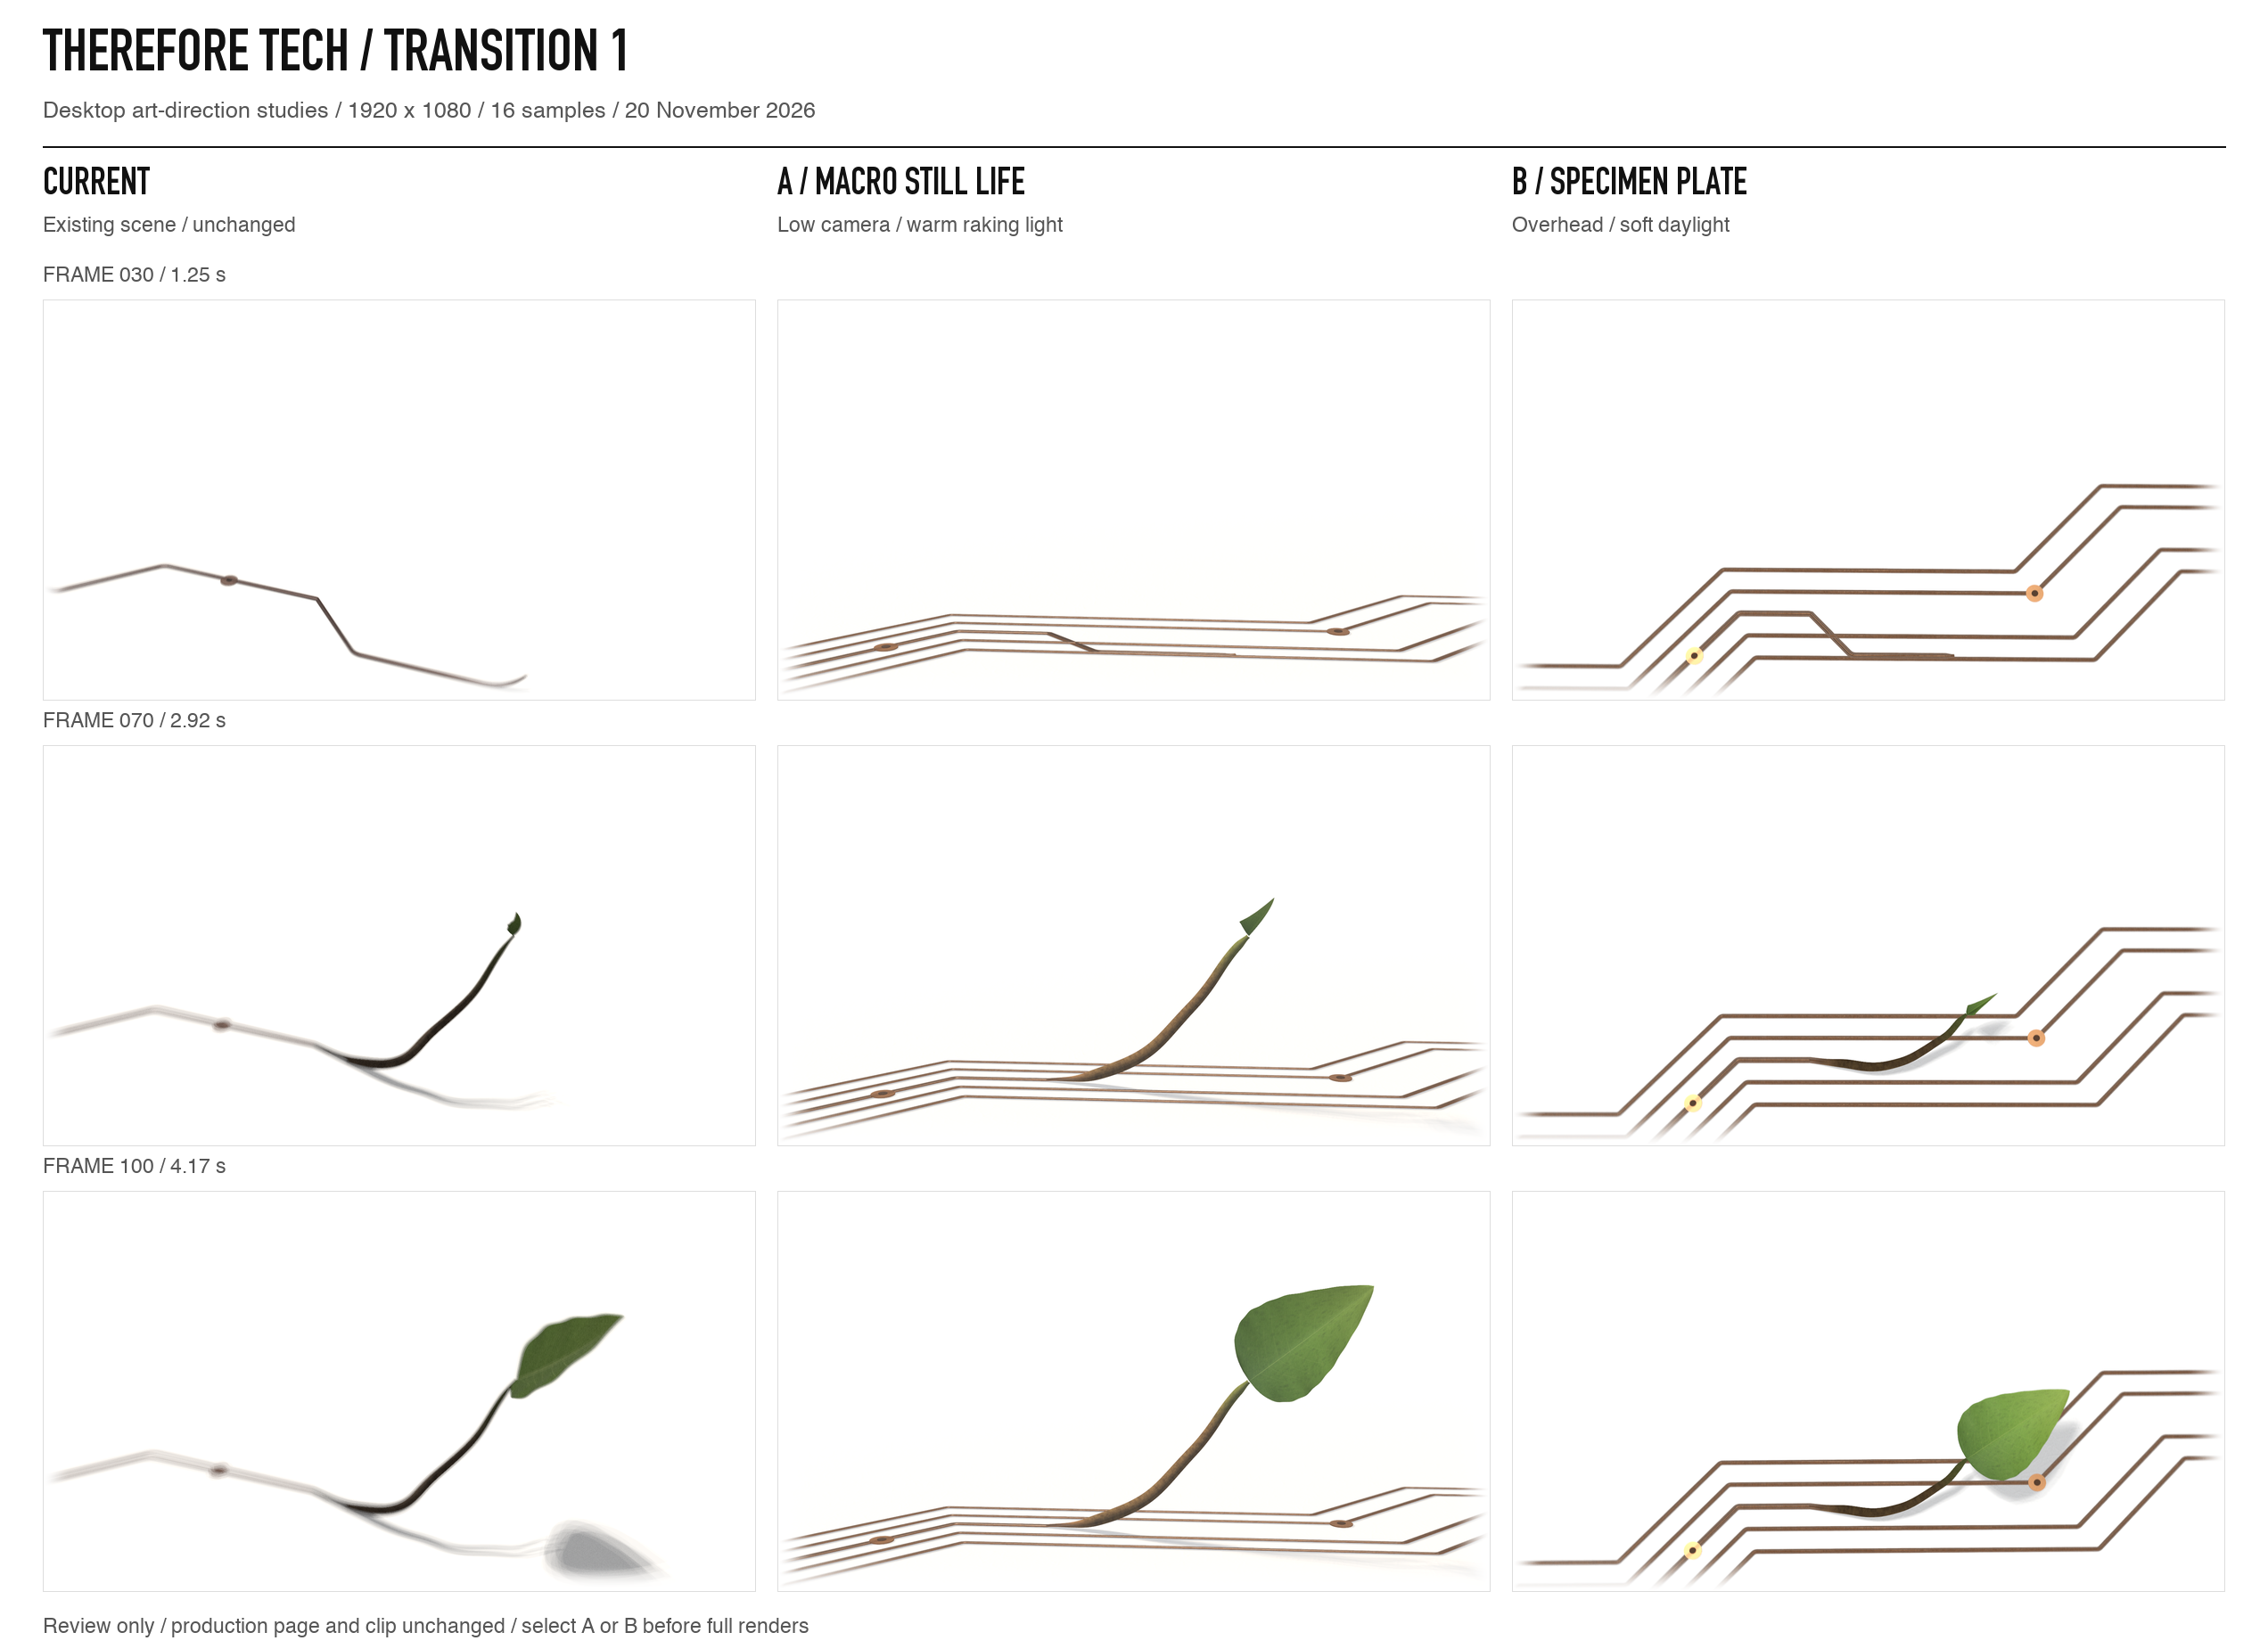 THEREFORE TECH / TRANSITION 1
Desktop art-direction studies / 1920 x 1080 / 16 samples / 20 November 2026
CURRENT
Existing scene / unchanged
A / MACRO STILL LIFE
Low camera / warm raking light
B / SPECIMEN PLATE
Overhead / soft daylight
FRAME 030 / 1.25 s
FRAME 070 / 2.92 s
FRAME 100 / 4.17 s
Review only / production page and clip unchanged / select A or B before full renders